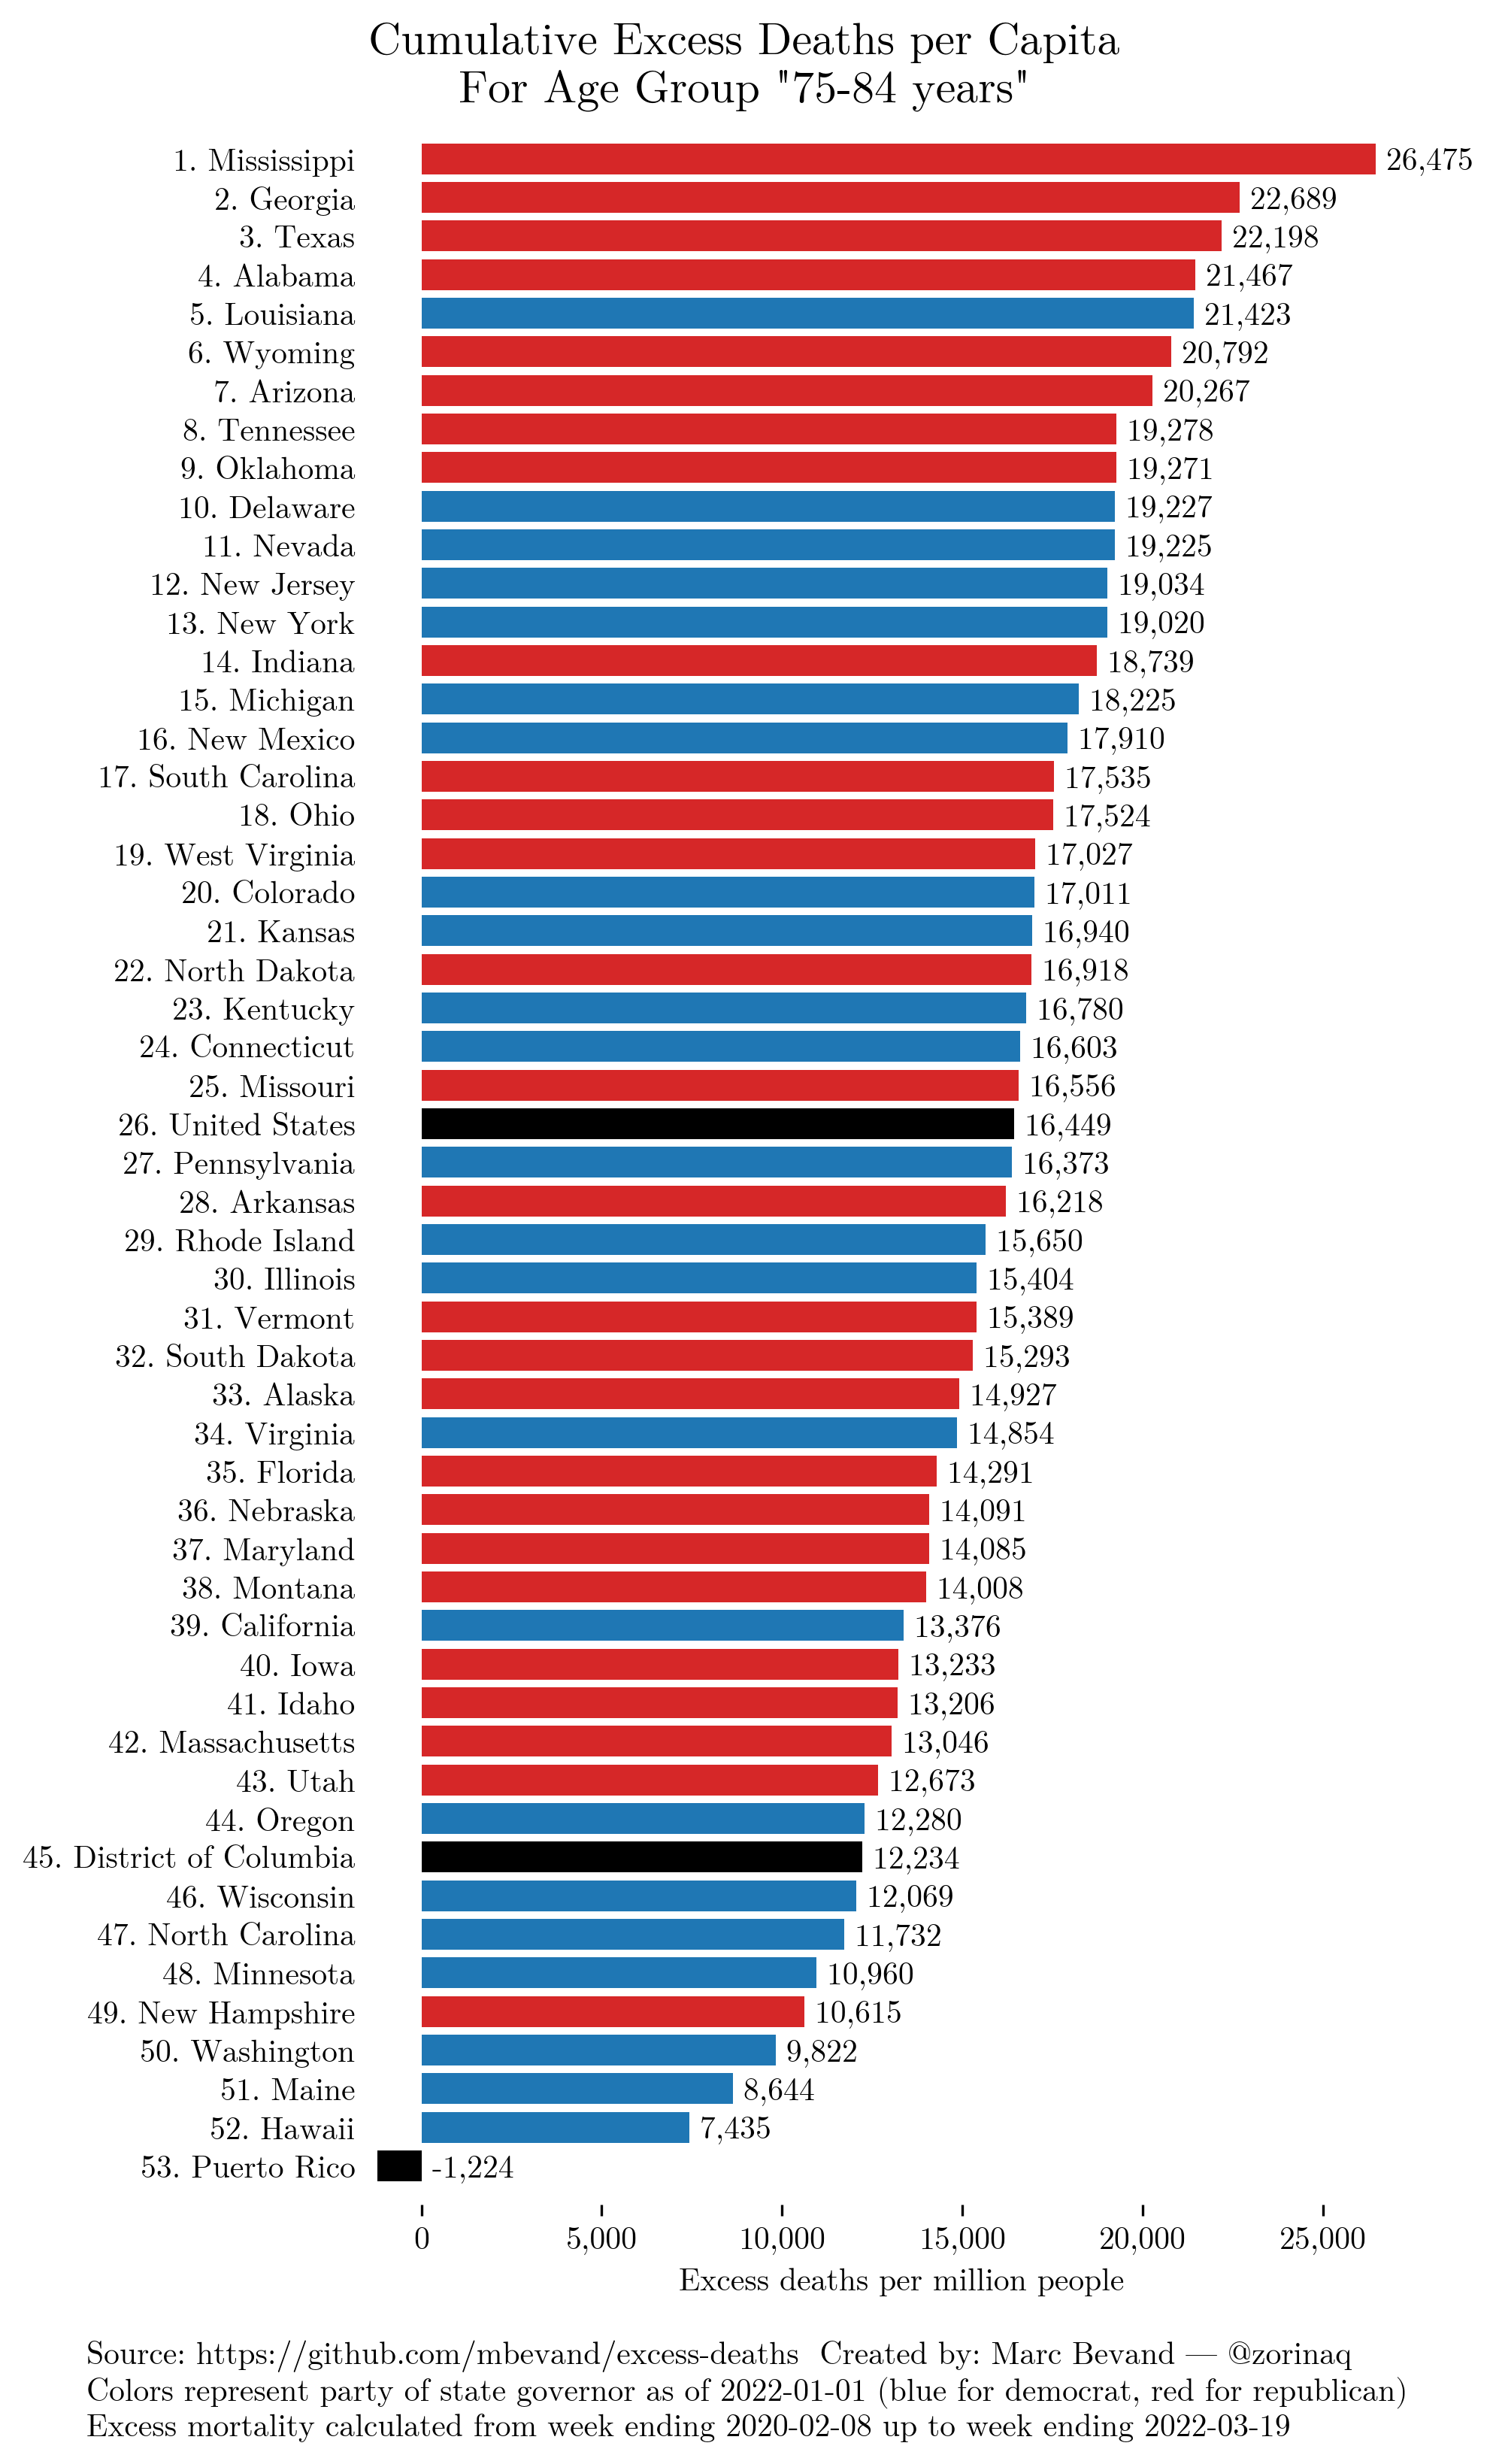 Cumulative Excess Deaths per Capita
For Age Group "75-84 years"
1. Mississippi 26,475
2. Georgia 22,689
3. Texas 22,198
4. Alabama 21,467
5. Louisiana 21,423
6. Wyoming 20,792
7. Arizona 20,267
8. Tennessee 19,278
9. Oklahoma 19,271
10. Delaware 19,227
11. Nevada 19,225
12. New Jersey 19,034
13. New York 19,020
14. Indiana 18,739
15. Michigan 18,225
16. New Mexico 17,910
17. South Carolina 17,535
18. Ohio 17,524
19. West Virginia 17,027
20. Colorado 17,011
21. Kansas 16,940
22. North Dakota 16,918
23. Kentucky 16,780
24. Connecticut 16,603
25. Missouri 16,556
26. United States 16,449
27. Pennsylvania 16,373
28. Arkansas 16,218
29. Rhode Island 15,650
30. Illinois 15,404
31. Vermont 15,389
32. South Dakota 15,293
33. Alaska 14,927
34. Virginia 14,854
35. Florida 14,291
36. Nebraska 14,091
37. Maryland 14,085
38. Montana 14,008
39. California 13,376
40. Iowa 13,233
41. Idaho 13,206
42. Massachusetts 13,046
43. Utah 12,673
44. Oregon 12,280
45. District of Columbia 12,234
46. Wisconsin 12,069
47. North Carolina 11,732
48. Minnesota 10,960
49. New Hampshire 10,615
50. Washington 9,822
51. Maine 8,644
52. Hawaii 7,435
53. Puerto Rico -1,224
0 5,000 10,000 15,000 20,000 25,000
Excess deaths per million people
Source: https://github.com/mbevand/excess-deaths Created by: Marc Bevand — @zorinaq
Colors represent party of state governor as of 2022-01-01 (blue for democrat, red for republican)
Excess mortality calculated from week ending 2020-02-08 up to week ending 2022-03-19